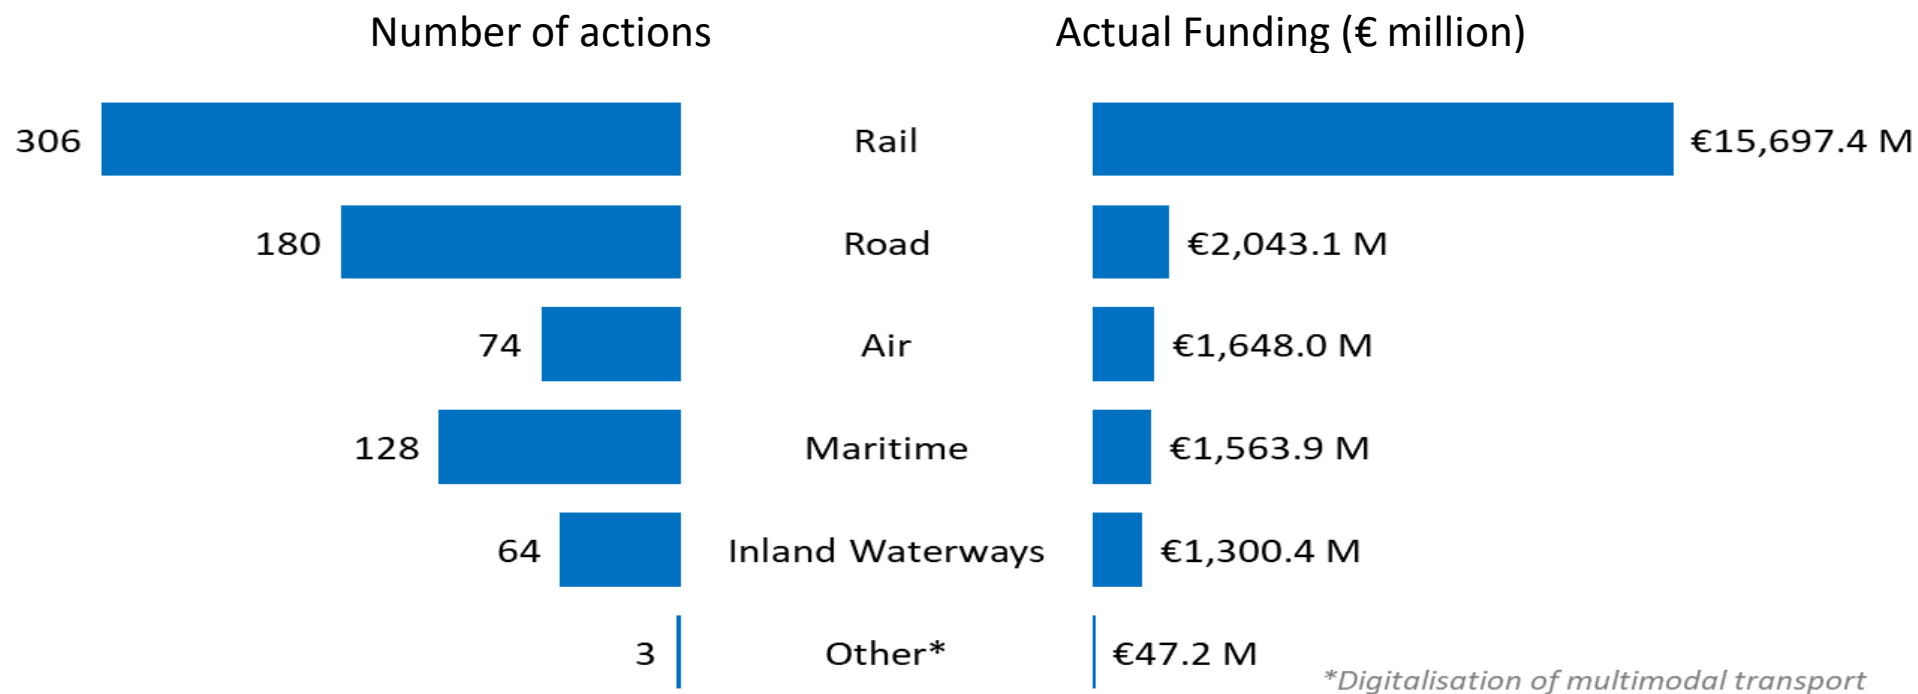 Number of actions Actual Funding (€ million)
306 Rail €15,697.4 M
180 Road €2,043.1 M
74 Air €1,648.0 M
128 Maritime €1,563.9 M
64 Inland Waterways €1,300.4 M
3 Other* €47.2 M
*Digitalisation of multimodal transport